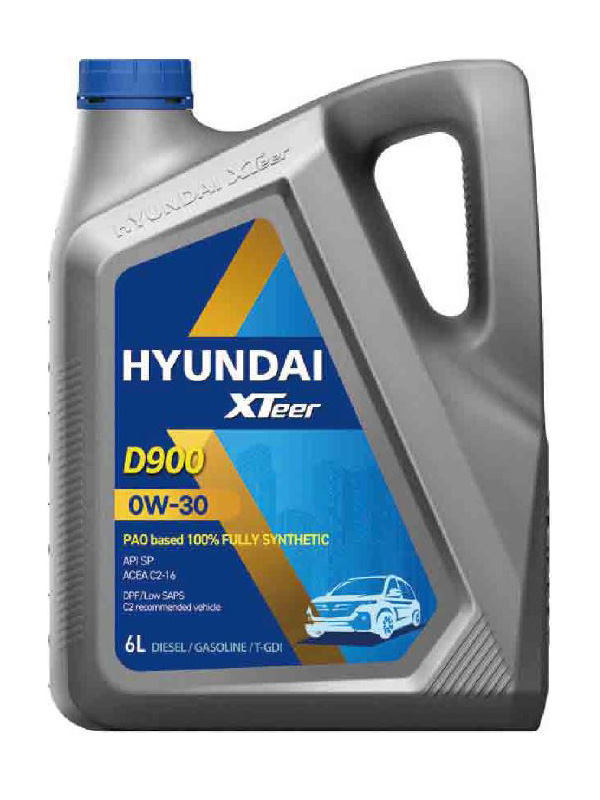 HYUNDAI XTeer
HYUNDAI
XTeer
D900
0W-30
PAO based 100% FULLY SYNTHETIC
API SP
ACEA C2-16
DPF/Low SAPS
C2 recommended vehicle
6L DIESEL / GASOLINE / T-GDI